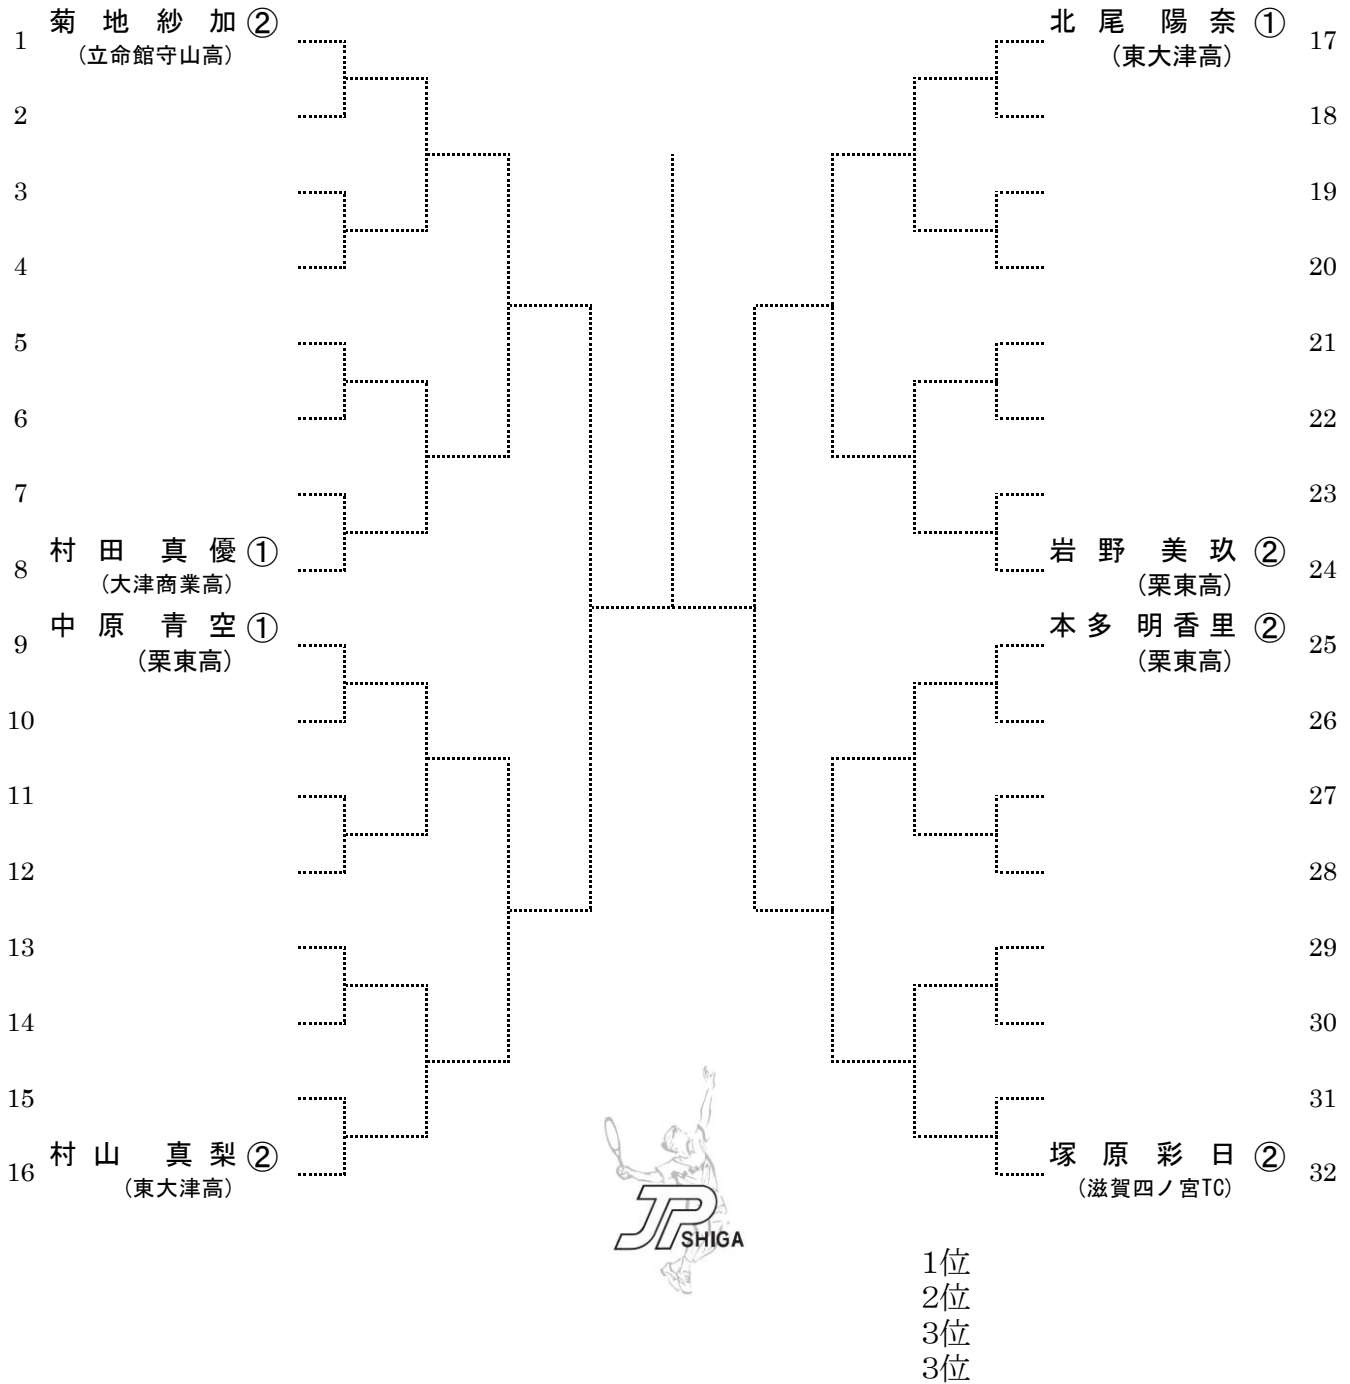 1 菊地紗加 ②
(立命館守山高)
2
3
4
5
6
7
8 村田 真優 ①
(大津商業高)
9 中原 青空 ①
(栗東高)
10
11
12
13
14
15
16 村山 真梨 ②
(東大津高)
北尾 陽奈 ① 17
(東大津高)
18
19
20
21
22
23
岩野 美玖 ② 24
(栗東高)
本多 明香里 ② 25
(栗東高)
26
27
28
29
30
31
塚原彩日 ② 32
(滋賀四ノ宮TC)
JP
SHIGA
1位
2位
3位
3位